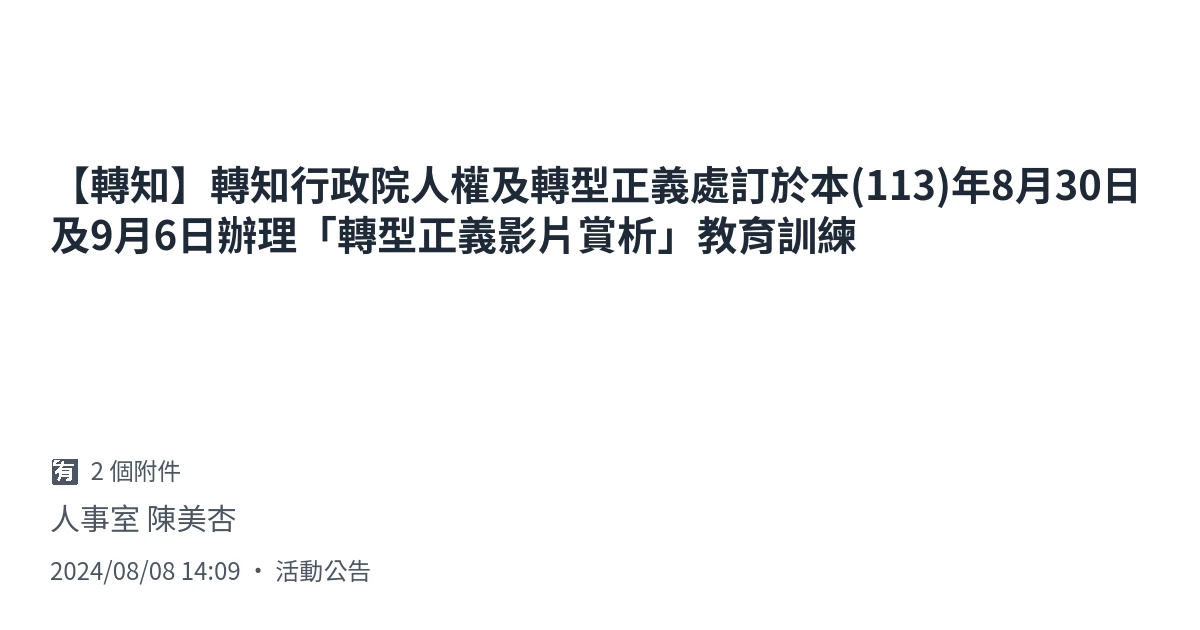 【轉知】轉知行政院人權及轉型正義處訂於本(113)年8月30日
及9月6日辦理「轉型正義影片賞析」教育訓練
有 2 個附件
人事室 陳美杏
2024/08/08 14:09 • 活動公告